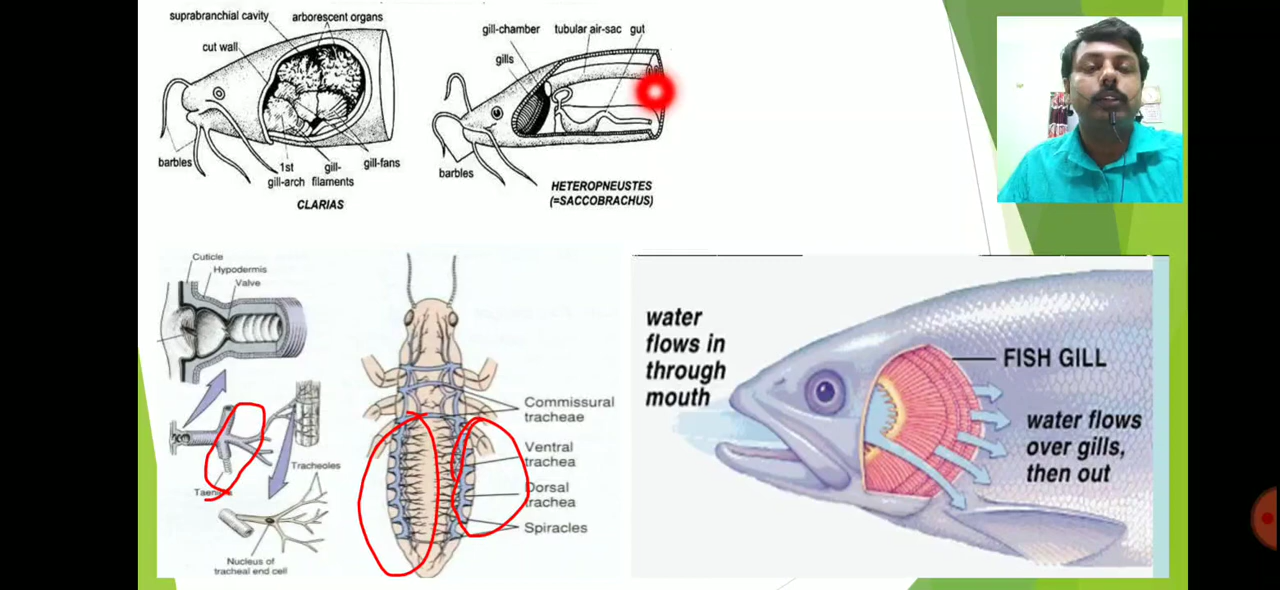 suprabranchial cavity
arborescent organs
cut wall
barbles
1st
gill-arch
gill-
filaments
gill-fans
CLARIAS
gill-chamber
tubular air-sac
gut
gills
barbles
HETEROPNEUSTES
(=SACCOBRACHUS)
Cuticle
Hypodermis
Valve
Tracheoles
Nucleus of
tracheal end cell
Commissural
tracheae
Ventral
trachea
Dorsal
trachea
Spiracles
water
flows in
through
mouth
FISH GILL
water flows
over gills,
then out